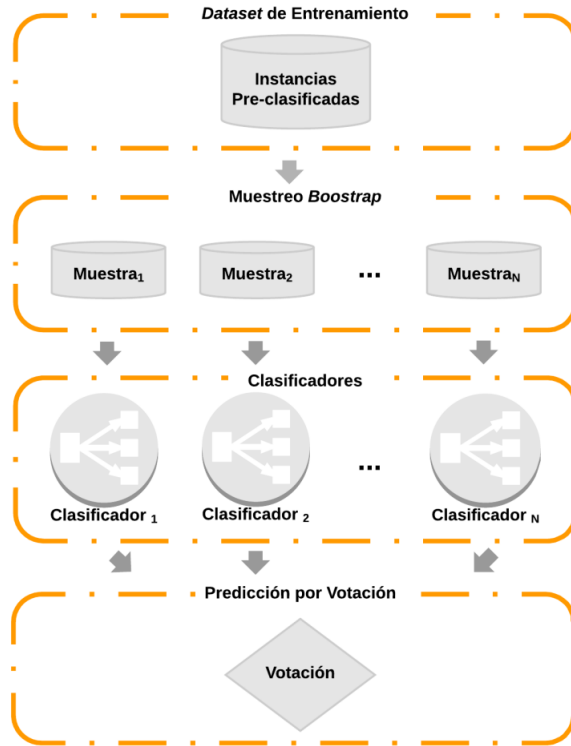 Dataset de Entrenamiento
Instancias
Pre-clasificadas
Muestreo Boostrap
Muestra1 Muestra2 ... MuestraN
Clasificadores
...
Clasificador 1 Clasificador 2 Clasificador N
Predicción por Votación
Votación